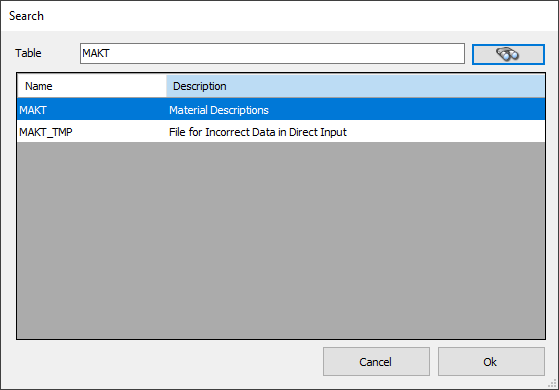 Search
Table MAKT
Name Description
MAKT Material Descriptions
MAKT_TMP File for Incorrect Data in Direct Input
Cancel Ok